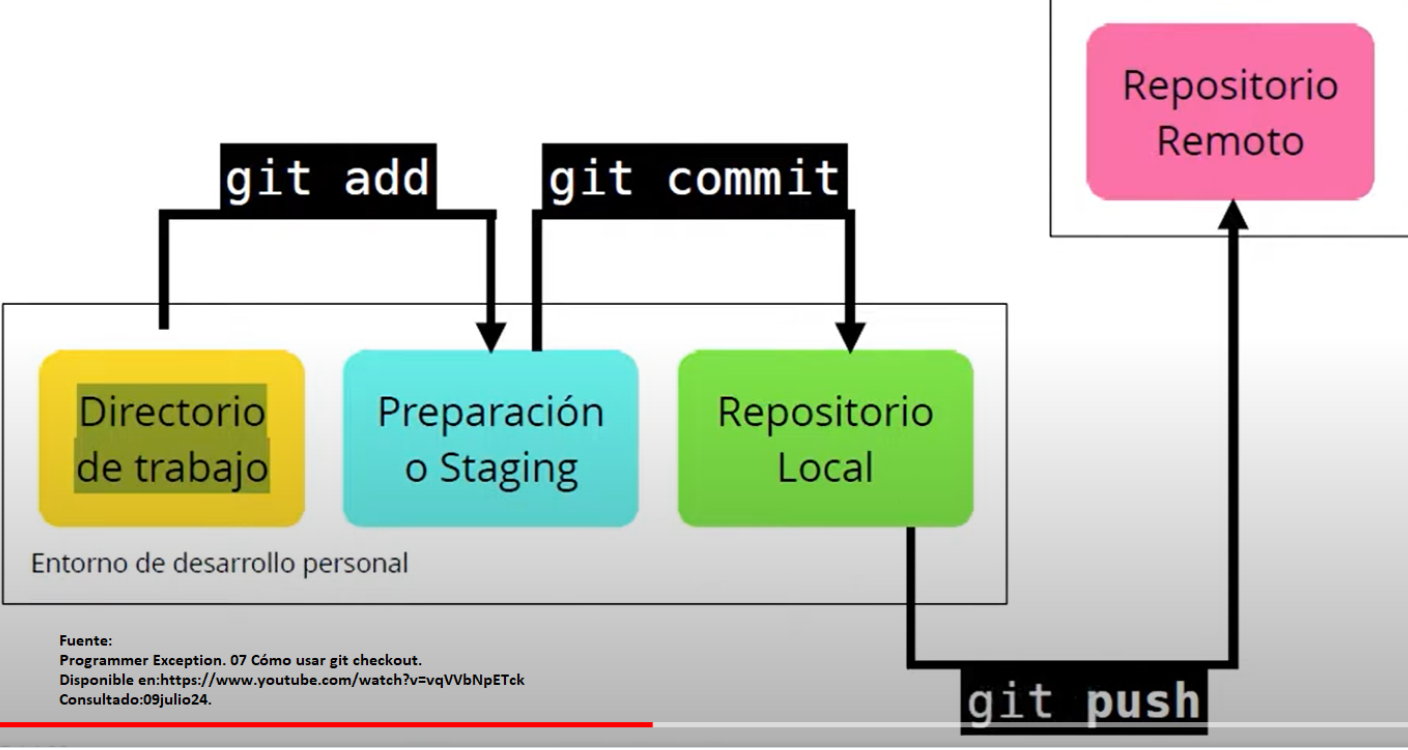 Repositorio
Remoto
git add
git commit
Directorio
de trabajo
Preparación
o Staging
Repositorio
Local
Entorno de desarrollo personal
Fuente:
Programmer Exception. 07 Cómo usar git checkout.
Disponible en:https://www.youtube.com/watch?v=vqVVbNpETck
Consultado:09julio24.
git push